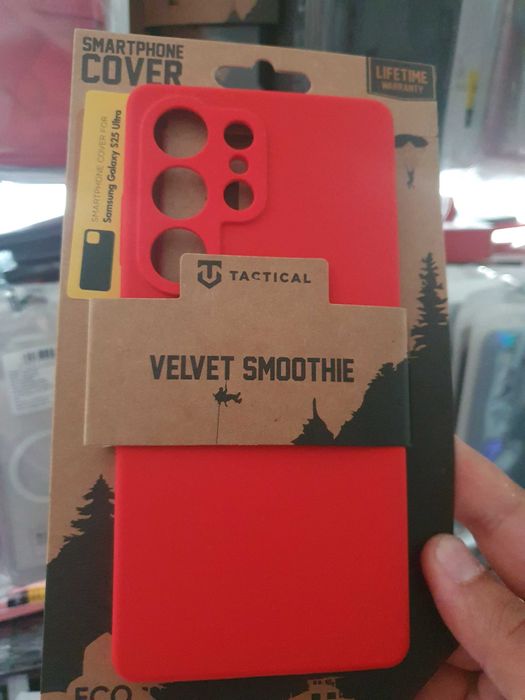 SMARTPHONE
COVER
LIFETIME
WARRANTY
SMARTPHONE COVER FOR
Samsung Galaxy S25 Ultra
TACTICAL
VELVET SMOOTHIE
ECO